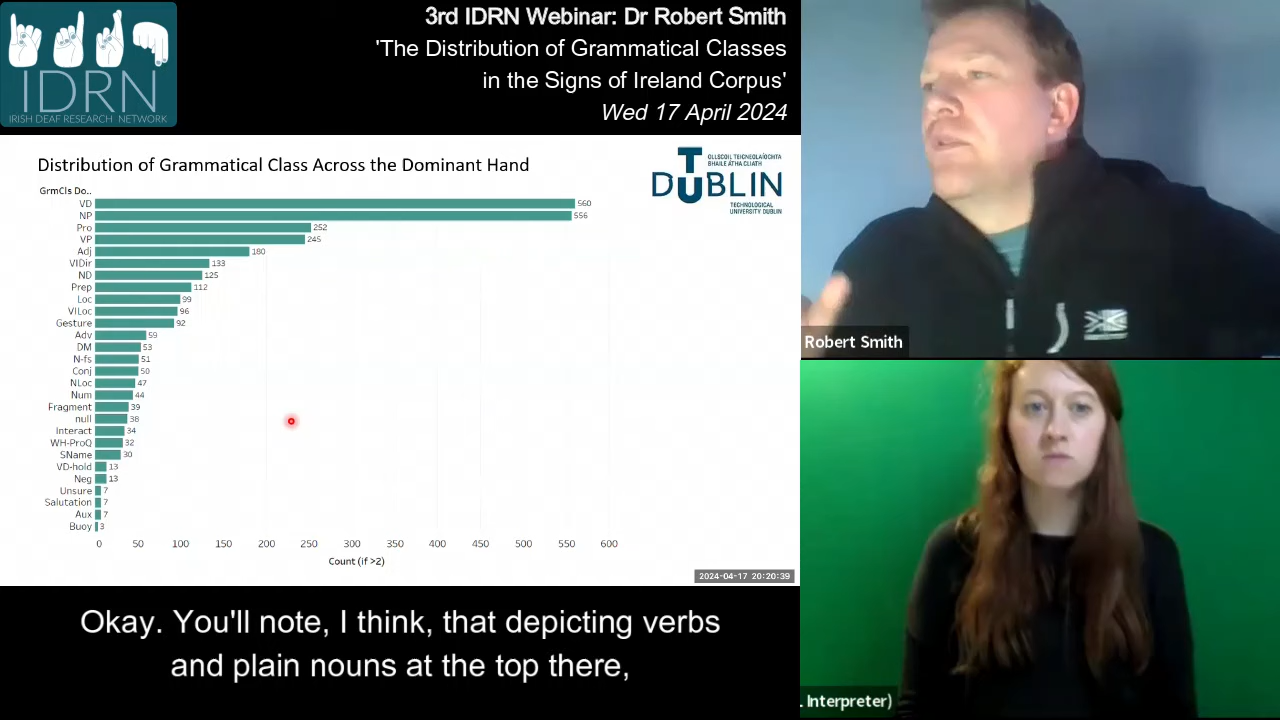 IDRN
IRISH DEAF RESEARCH NETWORK
3rd IDRN Webinar: Dr Robert Smith
'The Distribution of Grammatical Classes
in the Signs of Ireland Corpus'
Wed 17 April 2024
Distribution of Grammatical Class Across the Dominant Hand
OLLSCOIL TEICNEOLAÍOCHTA
BHAILE ÁTHA CLIATH
TU DUBLIN
TECHNOLOGICAL
UNIVERSITY DUBLIN
GrmCls Do..
VD 560
NP 556
Pro 252
VP 245
Adj 180
VIDir 133
ND 125
Prep 112
Loc 99
VILoc 96
Gesture 92
Adv 59
DM 53
N-fs 51
Conj 50
NLoc 47
Num 44
Fragment 39
null 38
Interact 34
WH-ProQ 32
SName 30
VD-hold 13
Neg 13
Unsure 7
Salutation 7
Aux 7
Buoy 3
0 50 100 150 200 250 300 350 400 450 500 550 600
Count (if >2)
2024-04-17 20:20:39
Robert Smith
Interpreter)
Okay. You'll note, I think, that depicting verbs
and plain nouns at the top there,